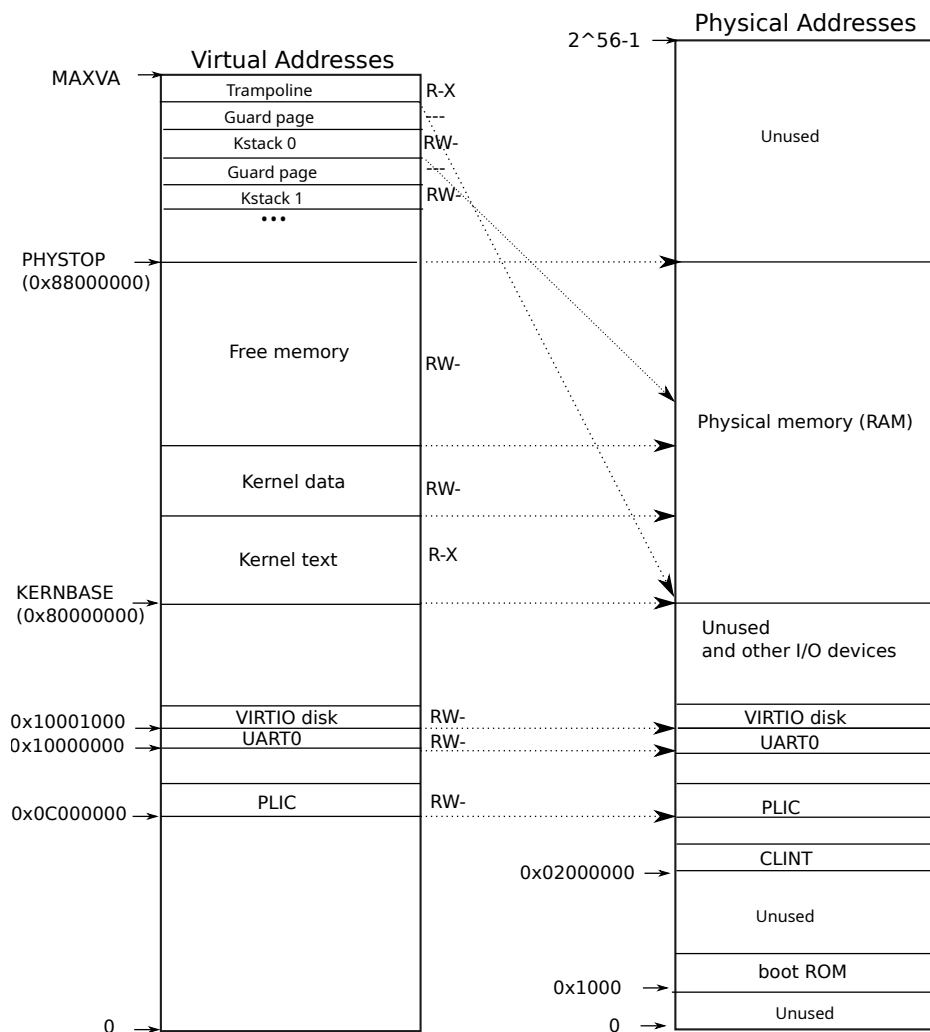 Physical Addresses
2^56-1
Virtual Addresses
MAXVA
Trampoline
R-X
Guard page
---
Kstack 0
RW-
Guard page
---
Kstack 1
RW-
...
Unused
PHYSTOP
(0x88000000)
Free memory
RW-
Physical memory (RAM)
Kernel data
RW-
Kernel text
R-X
KERNBASE
(0x80000000)
Unused
and other I/O devices
0x10001000
VIRTIO disk
RW-
VIRTIO disk
0x10000000
UART0
RW-
UART0
0x0C000000
PLIC
RW-
PLIC
CLINT
0x02000000
Unused
boot ROM
0x1000
Unused
0
0